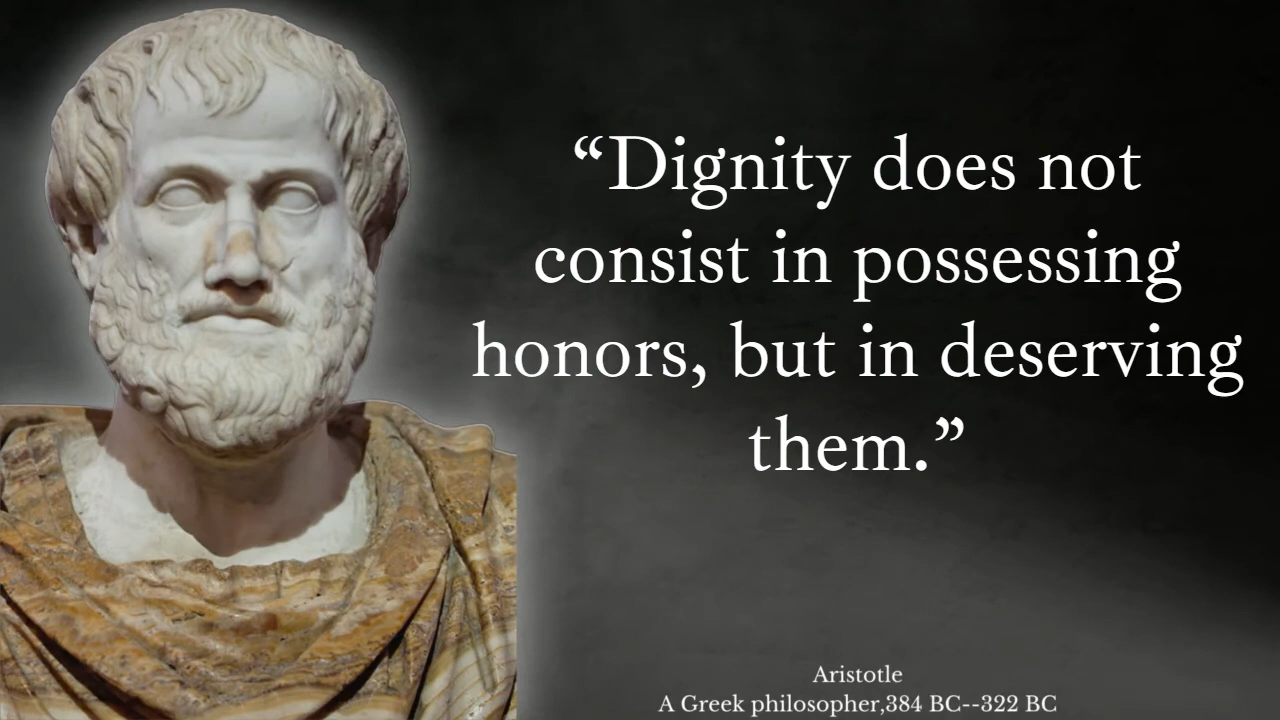 “Dignity does not
consist in possessing
honors, but in deserving
them.”
Aristotle
A Greek philosopher,384 BC--322 BC